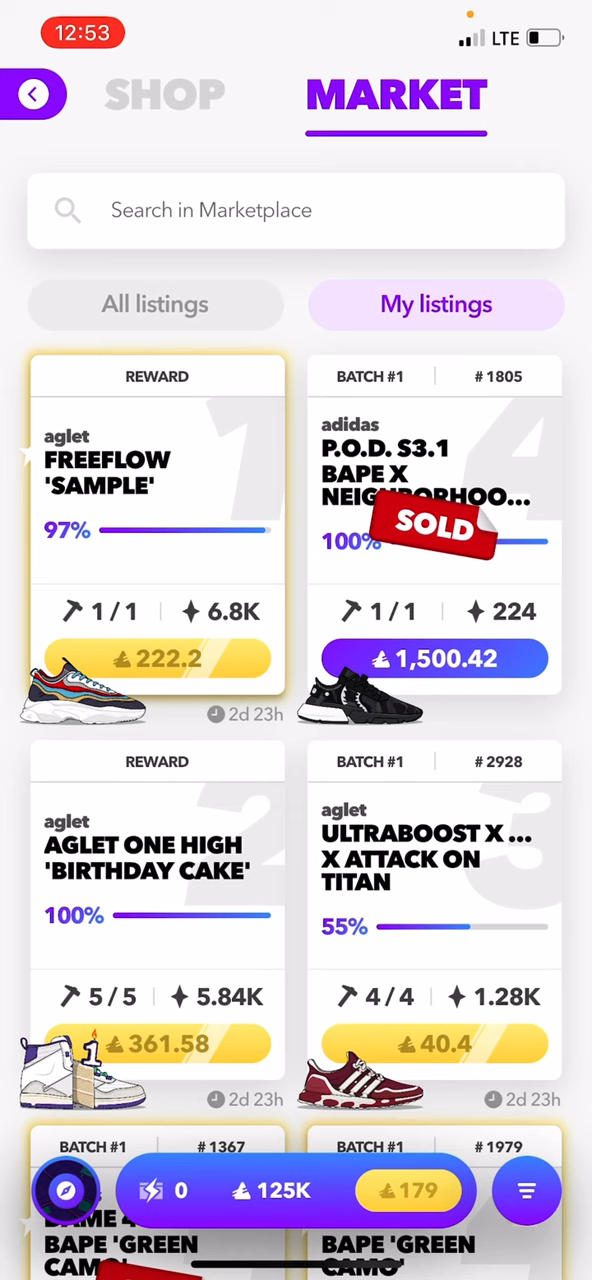 12:53
LTE
SHOP
MARKET
Search in Marketplace
All listings
My listings
REWARD
aglet
FREEFLOW
'SAMPLE'
97%
1 / 1
6.8K
222.2
2d 23h
BATCH #1
# 1805
adidas
P.O.D. S3.1
BAPE X
NEIGHBORHOO...
SOLD
100%
1 / 1
224
1,500.42
REWARD
aglet
AGLET ONE HIGH
'BIRTHDAY CAKE'
100%
5 / 5
5.84K
361.58
2d 23h
BATCH #1
# 2928
aglet
ULTRABOOST X ...
X ATTACK ON
TITAN
55%
4 / 4
1.28K
40.4
2d 23h
BATCH #1
# 1367
DAME 4
BAPE 'GREEN
CAMO'
BATCH #1
# 1979
BAPE 'GREEN
CAMO'
0
125K
179